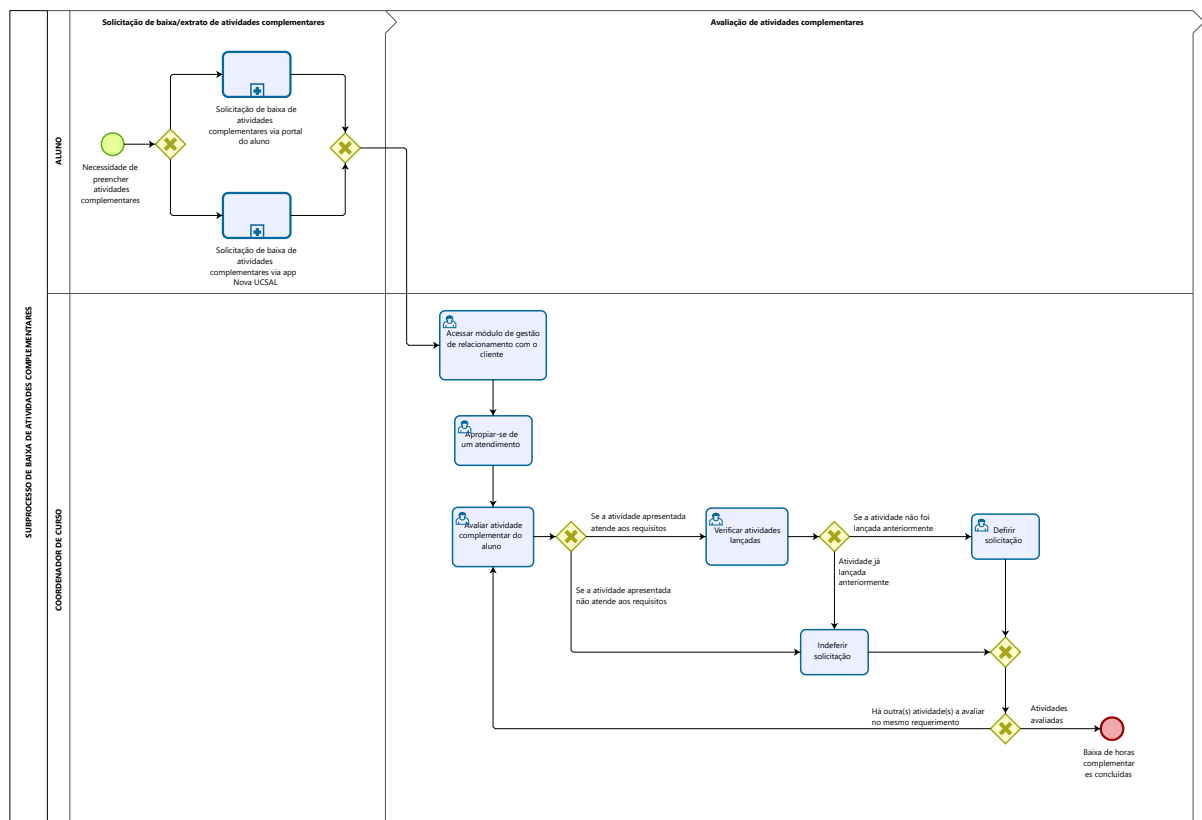 Solicitação de baixa/extrato de atividades complementares
Avaliação de atividades complementares
SUBPROCESSO DE BAIXA DE ATIVIDADES COMPLEMENTARES
ALUNO
Necessidade de
preencher
atividades
complementares
Solicitação de baixa de
atividades
complementares via portal
do aluno
Solicitação de baixa de
atividades
complementares via app
Nova UCSAL
COORDENADOR DE CURSO
Acessar módulo de gestão
de relacionamento com o
cliente
Apropiar-se de
um atendimento
Avaliar atividade
complementar do
aluno
Se a atividade apresentada
atende aos requisitos
Se a atividade apresentada
não atende aos requisitos
Verificar atividades
lançadas
Se a atividade não foi
lançada anteriormente
Atividade já
lançada
anteriormente
Defirir
solicitação
Indeferir
solicitação
Há outra(s) atividade(s) a avaliar
no mesmo requerimento
Atividades
avaliadas
Baixa de horas
complementar
es concluídas